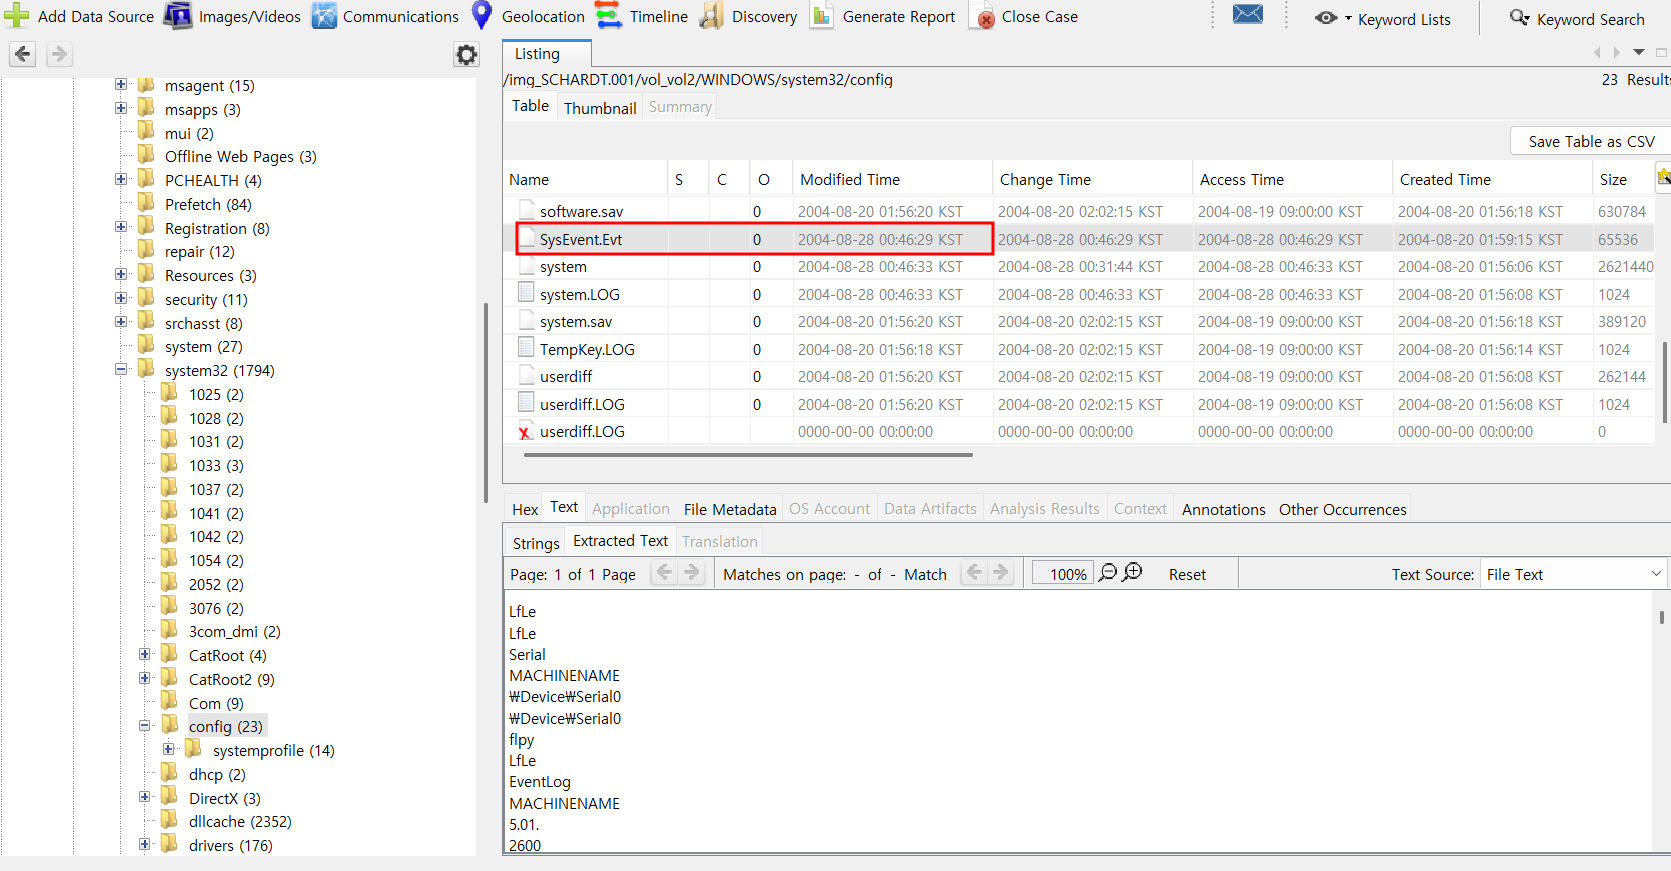 Add Data Source Images/Videos Communications Geolocation Timeline Discovery Generate Report Close Case Keyword Lists Keyword Search
msagent (15)
msapps (3)
mui (2)
Offline Web Pages (3)
PCHEALTH (4)
Prefetch (84)
Registration (8)
repair (12)
Resources (3)
security (11)
srchasst (8)
system (27)
system32 (1794)
1025 (2)
1028 (2)
1031 (2)
1033 (3)
1037 (2)
1041 (2)
1042 (2)
1054 (2)
2052 (2)
3076 (2)
3com_dmi (2)
CatRoot (4)
CatRoot2 (9)
Com (9)
config (23)
systemprofile (14)
dhcp (2)
DirectX (3)
dllcache (2352)
drivers (176)
Listing
/img_SCHARDT.001/vol_vol2/WINDOWS/system32/config 23 Results
Table Thumbnail Summary
Save Table as CSV
Name S C O Modified Time Change Time Access Time Created Time Size
software.sav 0 2004-08-20 01:56:20 KST 2004-08-20 02:02:15 KST 2004-08-19 09:00:00 KST 2004-08-20 01:56:18 KST 630784
SysEvent.Evt 0 2004-08-28 00:46:29 KST 2004-08-28 00:46:29 KST 2004-08-28 00:46:29 KST 2004-08-20 01:59:15 KST 65536
system 0 2004-08-28 00:46:33 KST 2004-08-28 00:31:44 KST 2004-08-28 00:46:33 KST 2004-08-20 01:56:06 KST 2621440
system.LOG 0 2004-08-28 00:46:33 KST 2004-08-28 00:46:33 KST 2004-08-28 00:46:33 KST 2004-08-20 01:56:08 KST 1024
system.sav 0 2004-08-20 01:56:20 KST 2004-08-20 02:02:15 KST 2004-08-19 09:00:00 KST 2004-08-20 01:56:18 KST 389120
TempKey.LOG 0 2004-08-20 01:56:18 KST 2004-08-20 02:02:15 KST 2004-08-19 09:00:00 KST 2004-08-20 01:56:14 KST 1024
userdiff 0 2004-08-20 01:56:20 KST 2004-08-20 02:02:15 KST 2004-08-19 09:00:00 KST 2004-08-20 01:56:08 KST 262144
userdiff.LOG 0 2004-08-20 01:56:20 KST 2004-08-20 02:02:15 KST 2004-08-19 09:00:00 KST 2004-08-20 01:56:08 KST 1024
userdiff.LOG 0000-00-00 00:00:00 0000-00-00 00:00:00 0000-00-00 00:00:00 0000-00-00 00:00:00 0
Hex Text Application File Metadata OS Account Data Artifacts Analysis Results Context Annotations Other Occurrences
Strings Extracted Text Translation
Page: 1 of 1 Page Matches on page: - of - Match 100% Reset Text Source: File Text
LfLe
LfLe
Serial
MACHINENAME
₩Device₩Serial0
₩Device₩Serial0
flpy
LfLe
EventLog
MACHINENAME
5.01.
2600